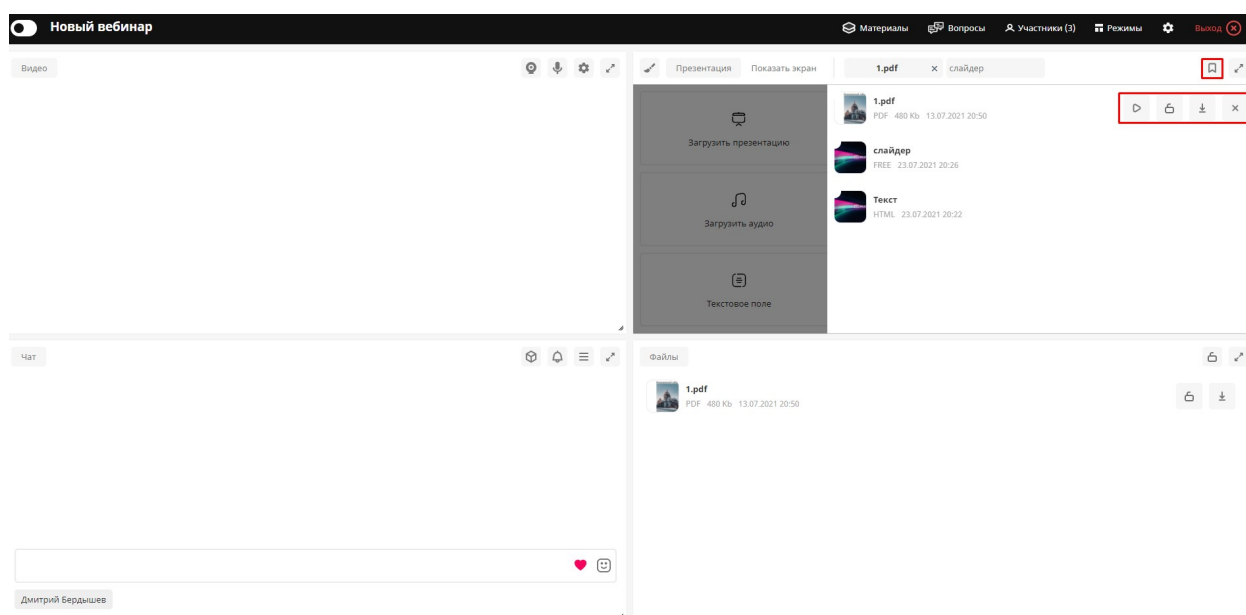 Новый вебинар
Материалы
Вопросы
Участники (3)
Режимы
Выход
Видео
Презентация
Показать экран
1.pdf
слайдер
Загрузить презентацию
Загрузить аудио
Текстовое поле
1.pdf
PDF 480 Kb 13.07.2021 20:50
слайдер
FREE 23.07.2021 20:26
Текст
HTML 23.07.2021 20:22
Чат
Дмитрий Бердышев
Файлы
1.pdf
PDF 480 Kb 13.07.2021 20:50